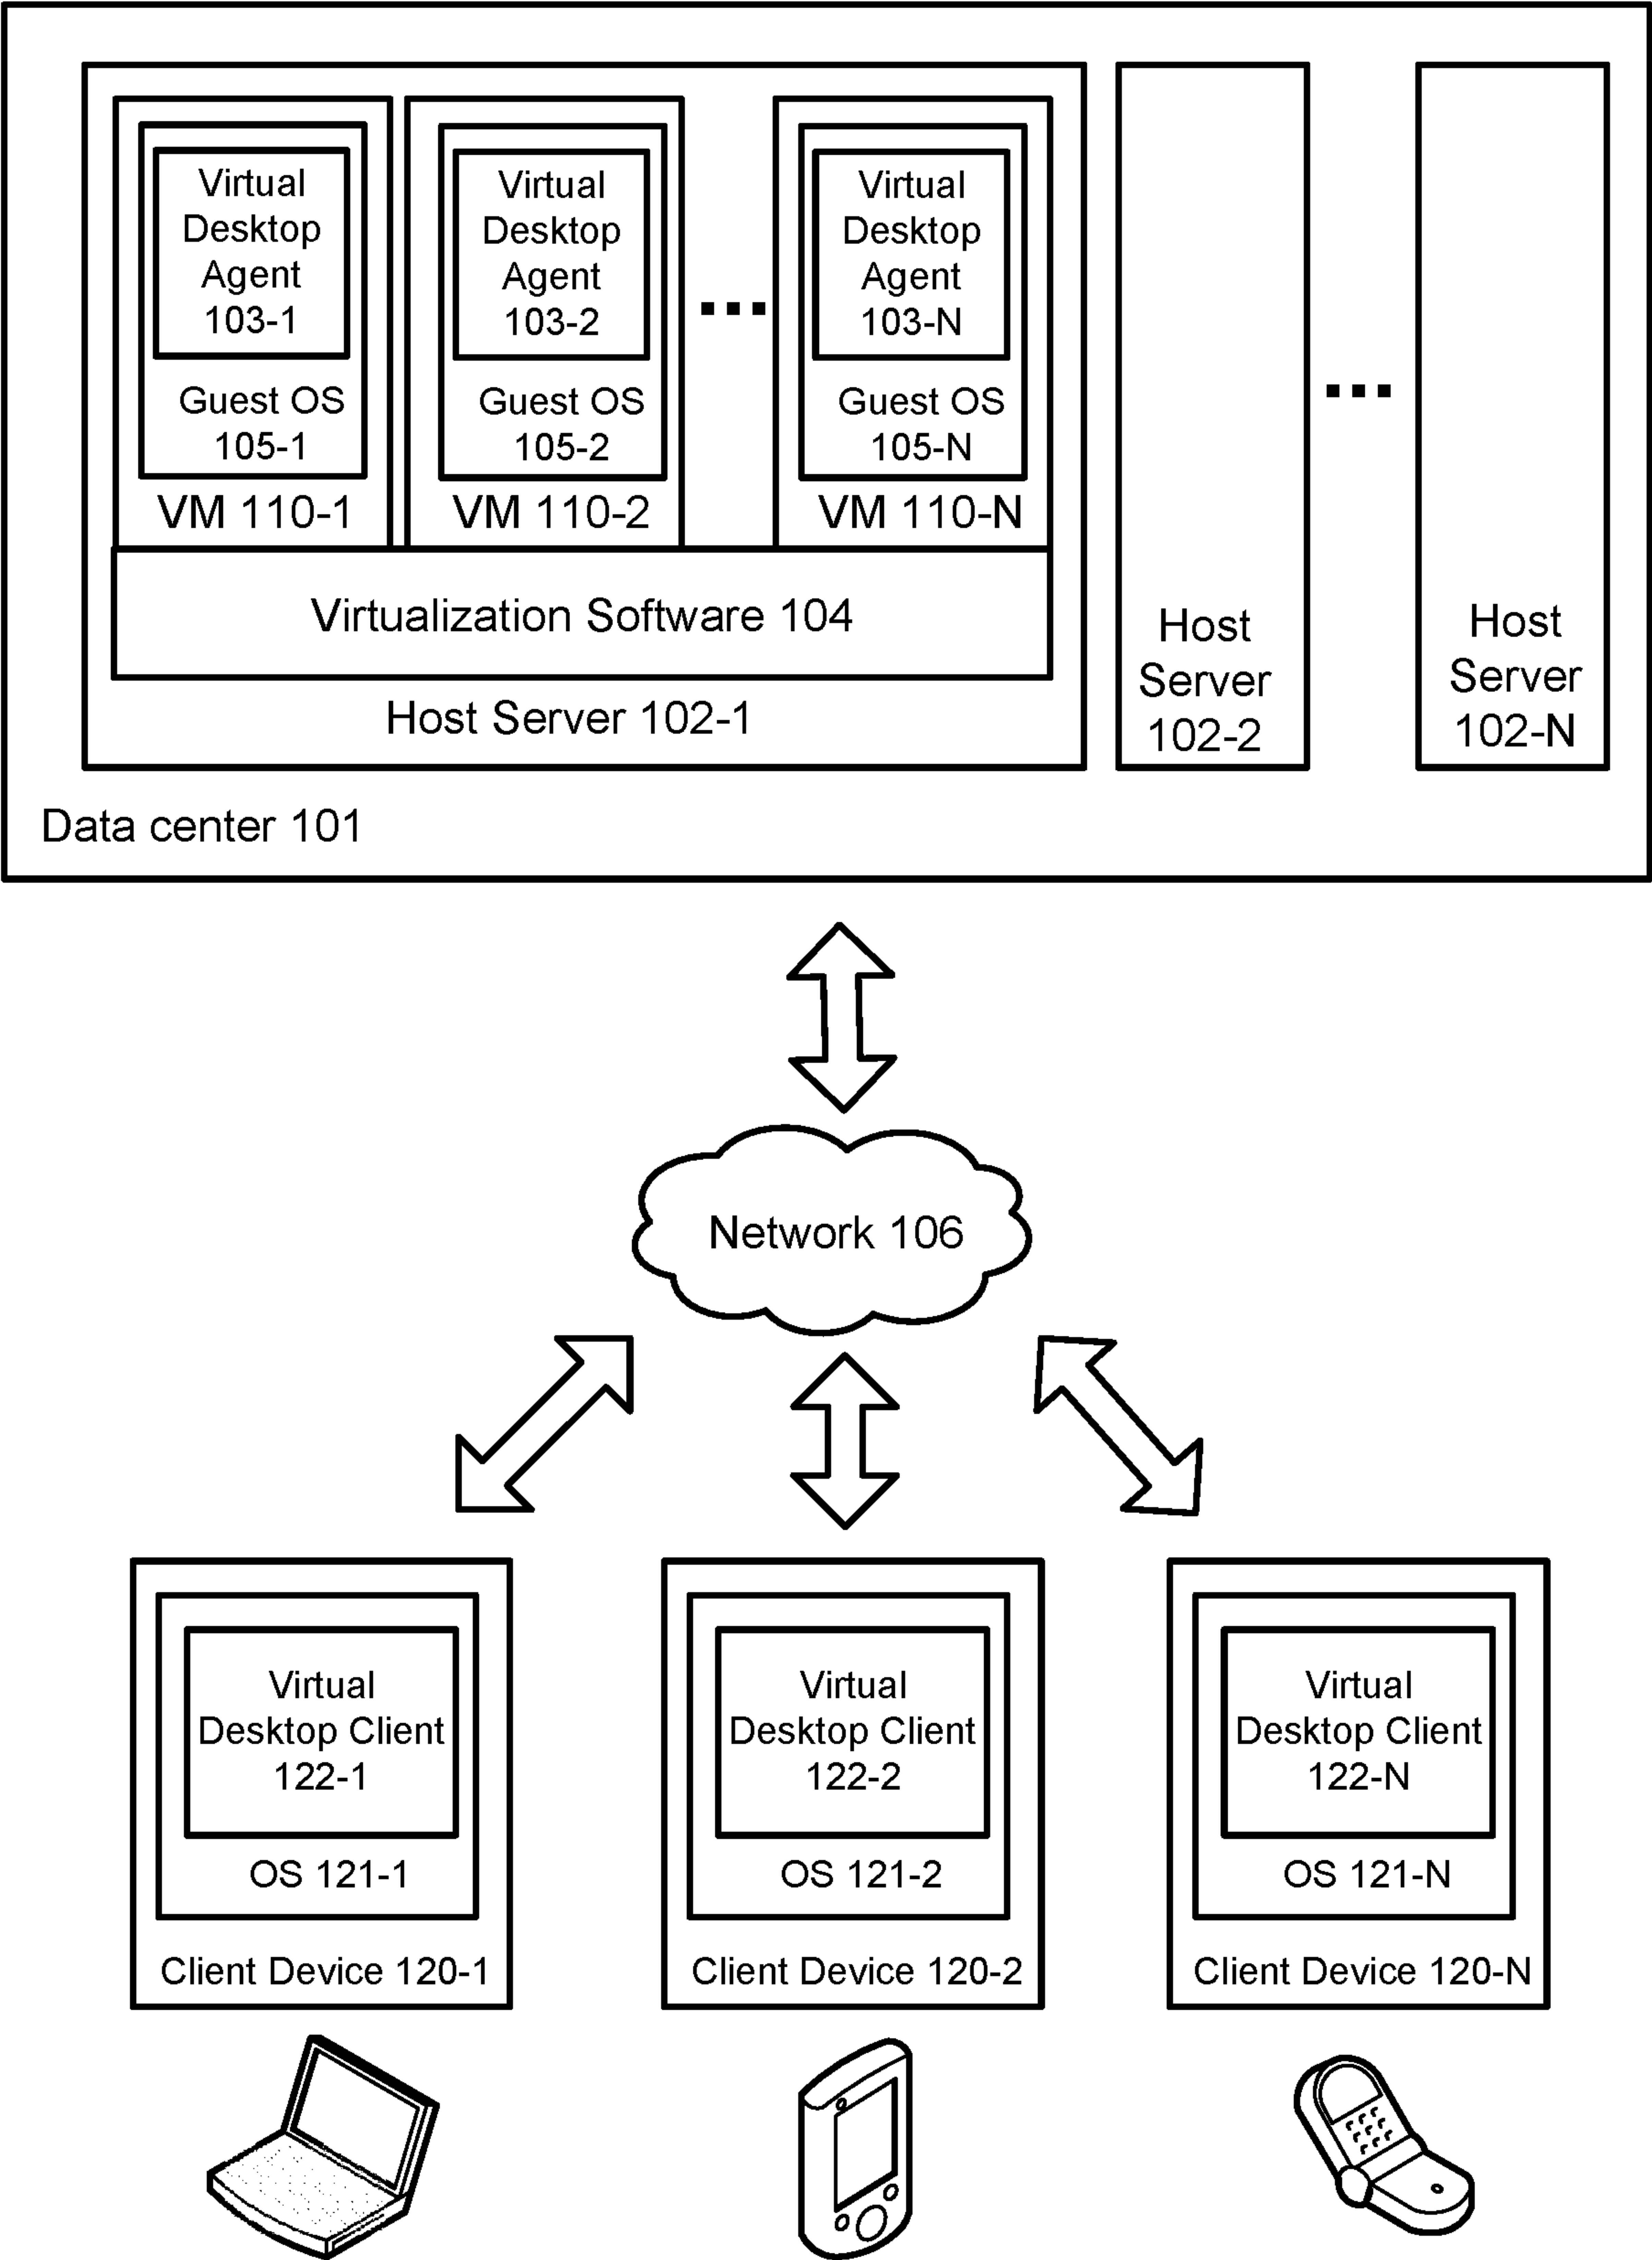 Virtual
Desktop
Agent
103-1
Guest OS
105-1
VM 110-1
Virtual
Desktop
Agent
103-2
Guest OS
105-2
VM 110-2
...
Virtual
Desktop
Agent
103-N
Guest OS
105-N
VM 110-N
Virtualization Software 104
Host Server 102-1
Host
Server
102-2
...
Host
Server
102-N
Data center 101
Network 106
Virtual
Desktop Client
122-1
OS 121-1
Client Device 120-1
Virtual
Desktop Client
122-2
OS 121-2
Client Device 120-2
Virtual
Desktop Client
122-N
OS 121-N
Client Device 120-N